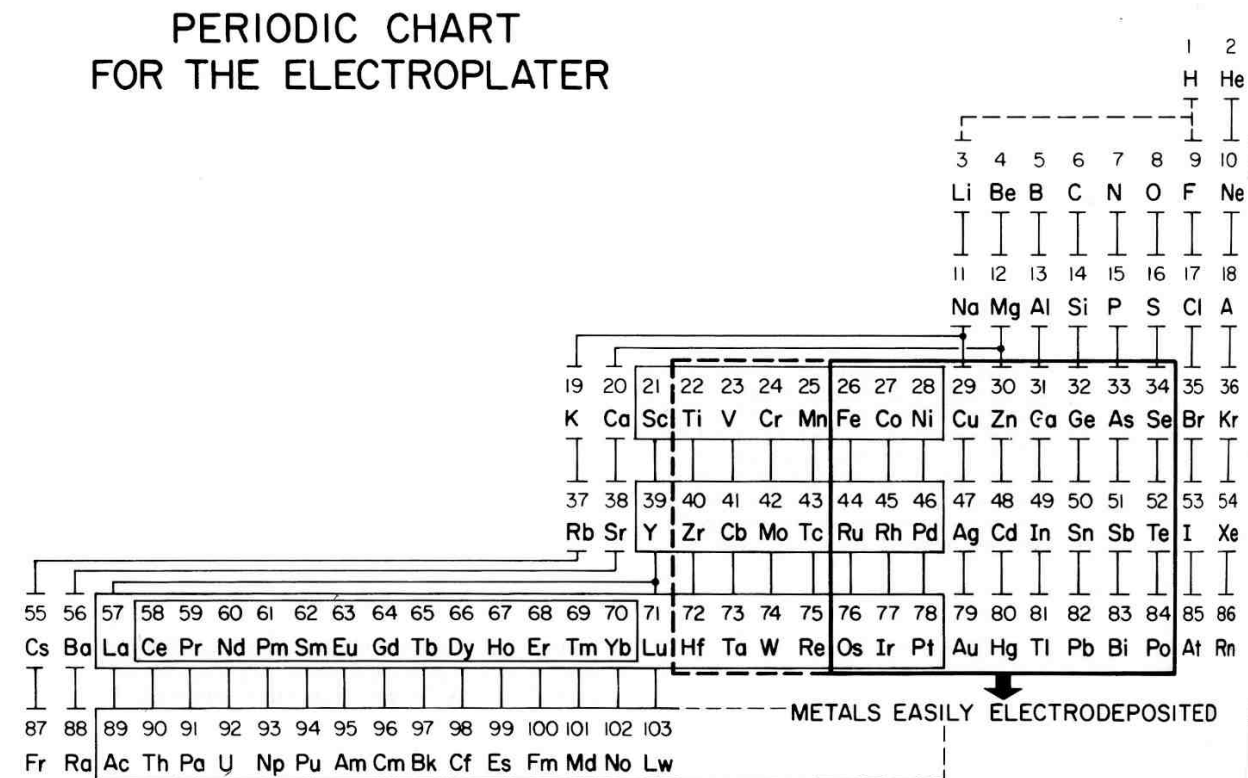 PERIODIC CHART
FOR THE ELECTROPLATER
1 2
H He
3 4 5 6 7 8 9 10
Li Be B C N O F Ne
11 12 13 14 15 16 17 18
Na Mg Al Si P S Cl A
19 20 21 22 23 24 25 26 27 28 29 30 31 32 33 34 35 36
K Ca Sc Ti V Cr Mn Fe Co Ni Cu Zn Ga Ge As Se Br Kr
37 38 39 40 41 42 43 44 45 46 47 48 49 50 51 52 53 54
Rb Sr Y Zr Cb Mo Tc Ru Rh Pd Ag Cd In Sn Sb Te I Xe
55 56 57 58 59 60 61 62 63 64 65 66 67 68 69 70 71 72 73 74 75 76 77 78 79 80 81 82 83 84 85 86
Cs Ba La Ce Pr Nd Pm Sm Eu Gd Tb Dy Ho Er Tm Yb Lu Hf Ta W Re Os Ir Pt Au Hg Tl Pb Bi Po At Rn
METALS EASILY ELECTRODEPOSITED
87 88 89 90 91 92 93 94 95 96 97 98 99 100 101 102 103
Fr Ra Ac Th Pa U Np Pu Am Cm Bk Cf Es Fm Md No Lw